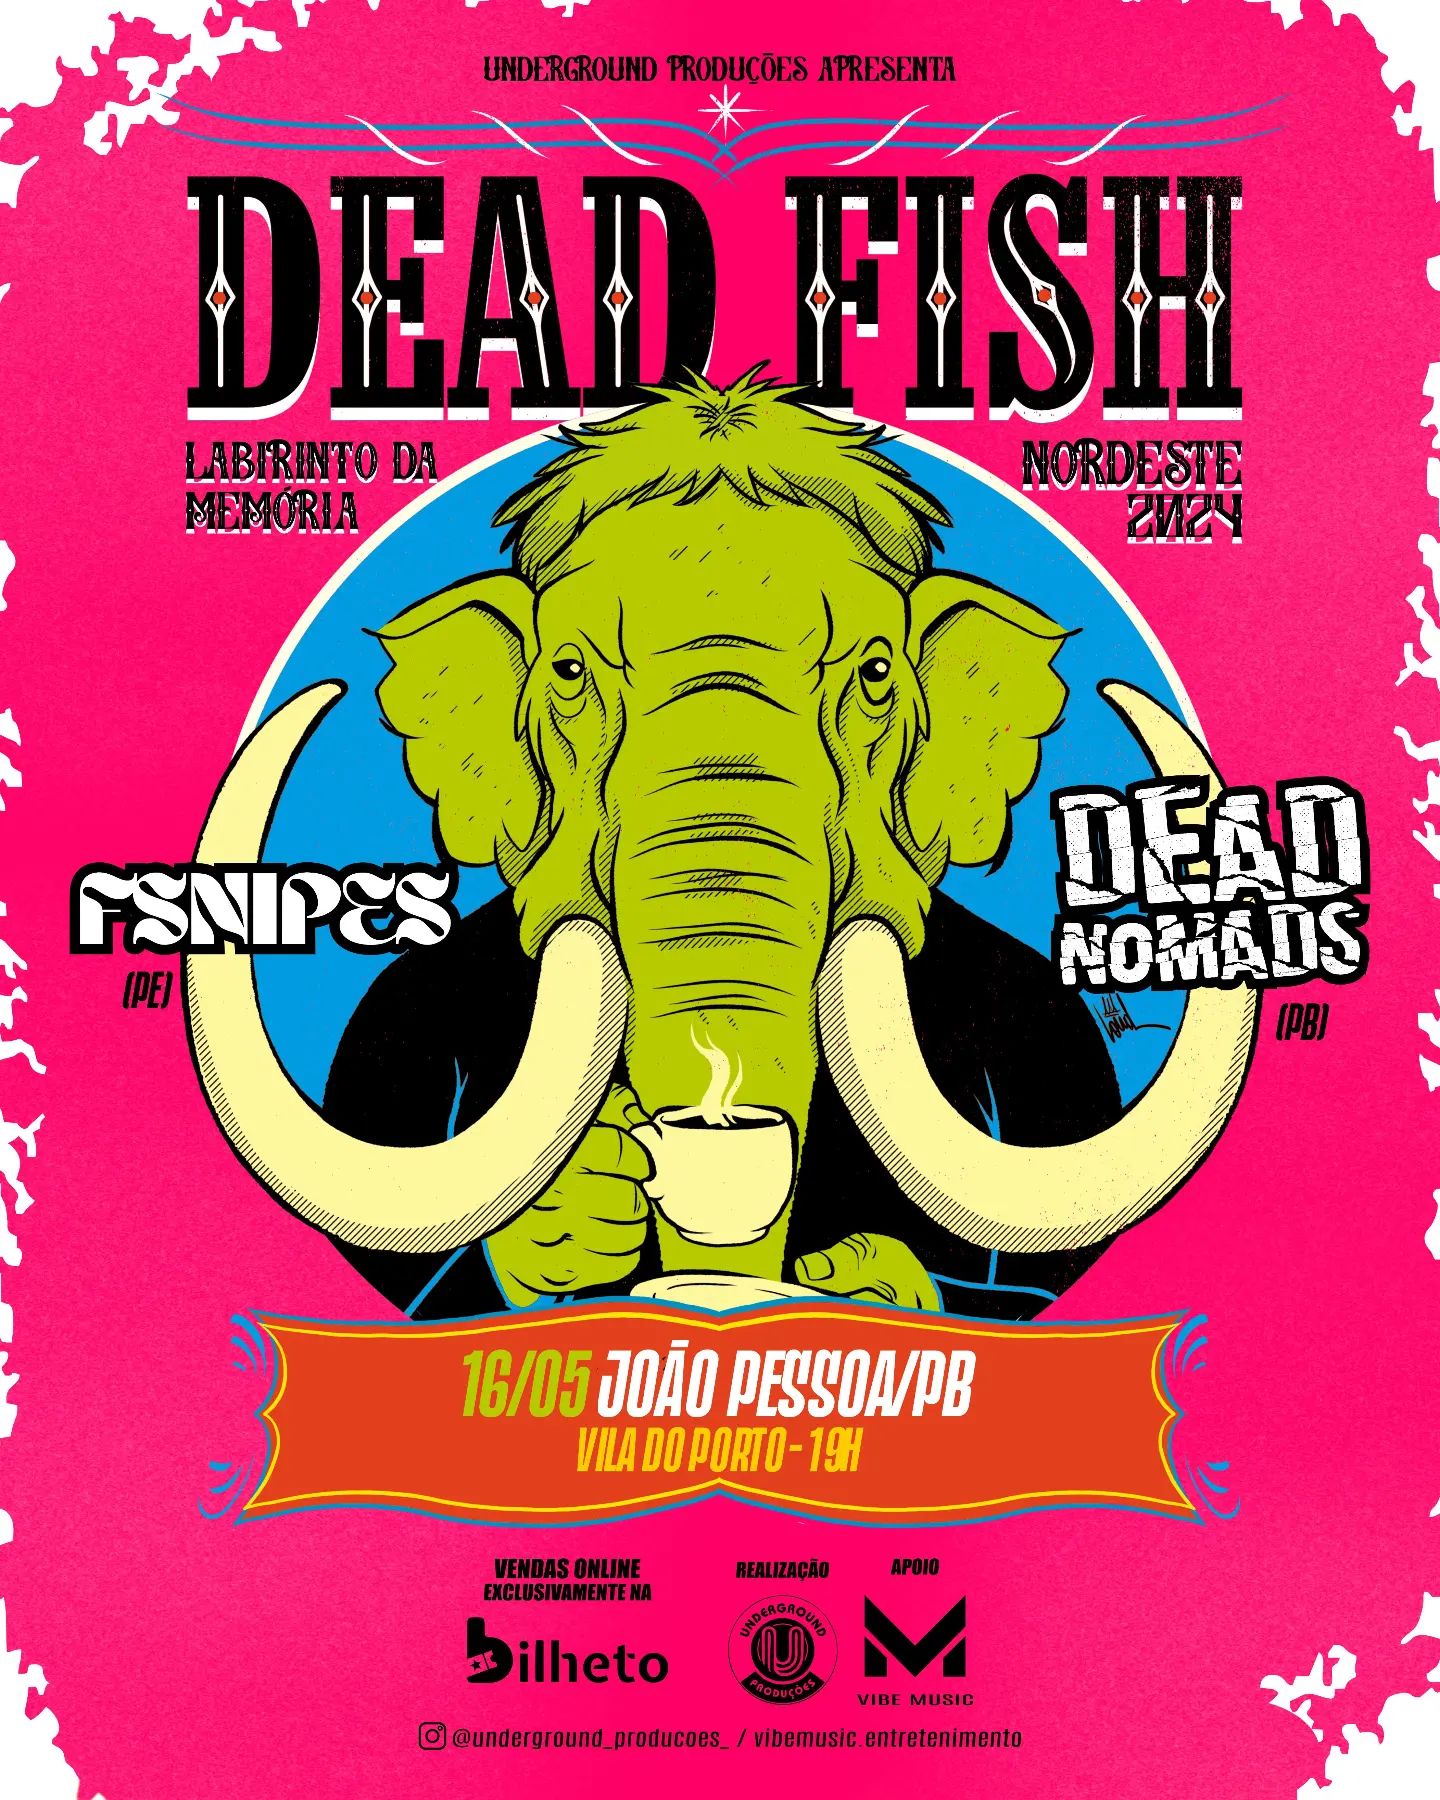 UNDERGROUND PRODUÇÕES APRESENTA
DEAD FISH
LABIRINTO DA
MEMÓRIA
NORDESTE
2024
FSNIPES
(PE)
DEAD
NOMADS
(PB)
16/05 JOÃO PESSOA/PB
VILA DO PORTO - 19H
VENDAS ONLINE
EXCLUSIVAMENTE NA
bilheto
REALIZAÇÃO
UNDERGROUND
PRODUÇÕES
APOIO
VIBE MUSIC
@underground_producoes_ / vibemusic.entretenimento